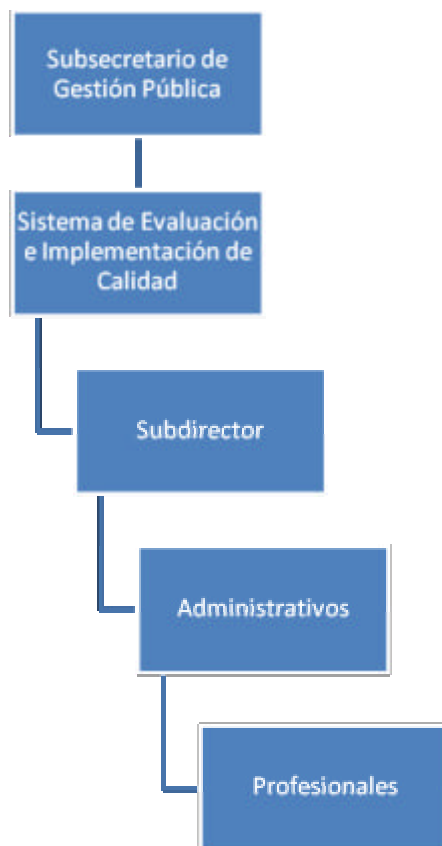 Subsecretario de
Gestión Pública
Sistema de Evaluación
e Implementación de
Calidad
Subdirector
Administrativos
Profesionales